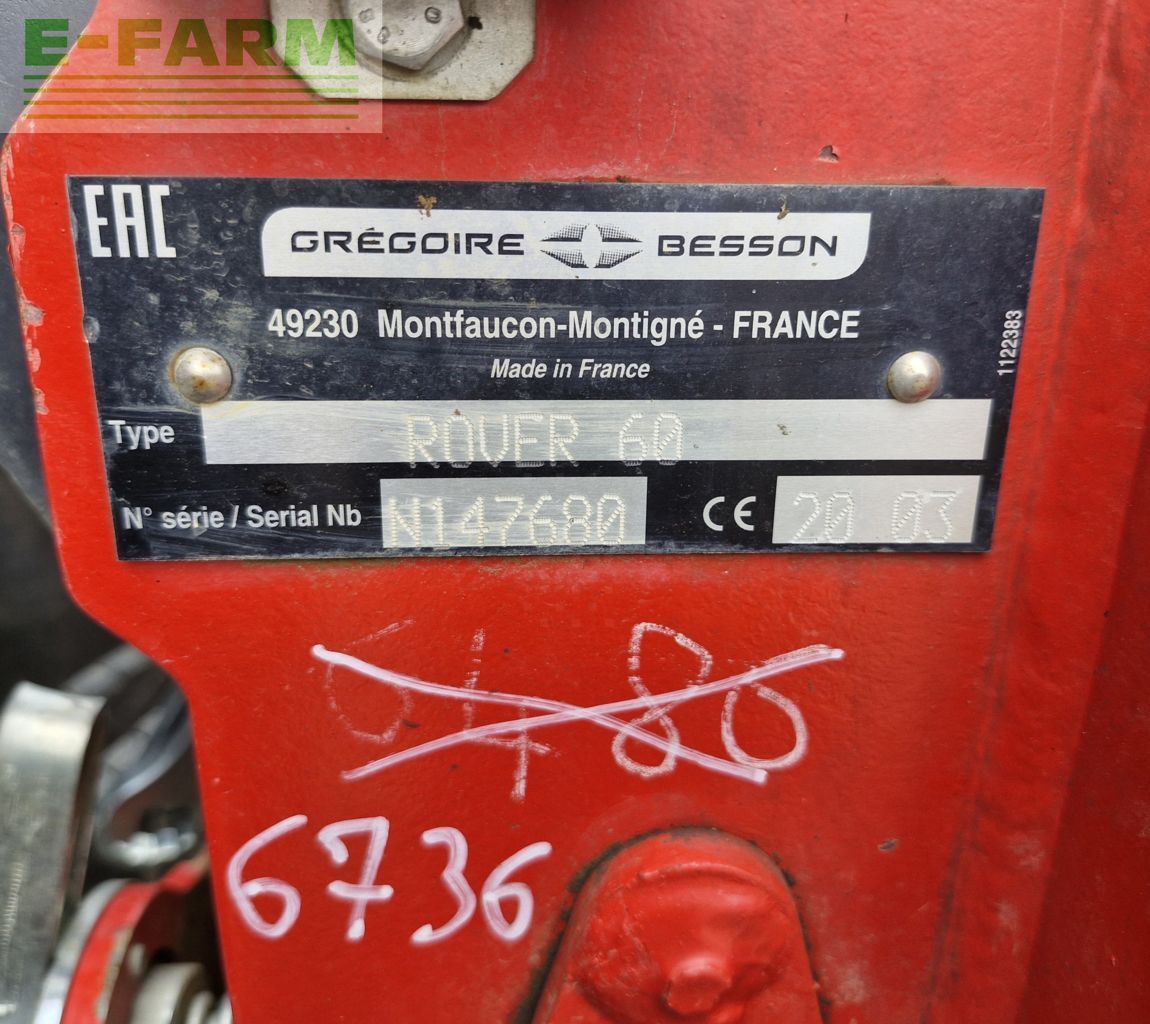 E-FARM
EAC
GRÉGOIRE BESSON
49230 Montfaucon-Montigné - FRANCE
Made in France
1122383
Type ROVER 60
N° série / Serial Nb N147680 CE 20 03
5480
6736